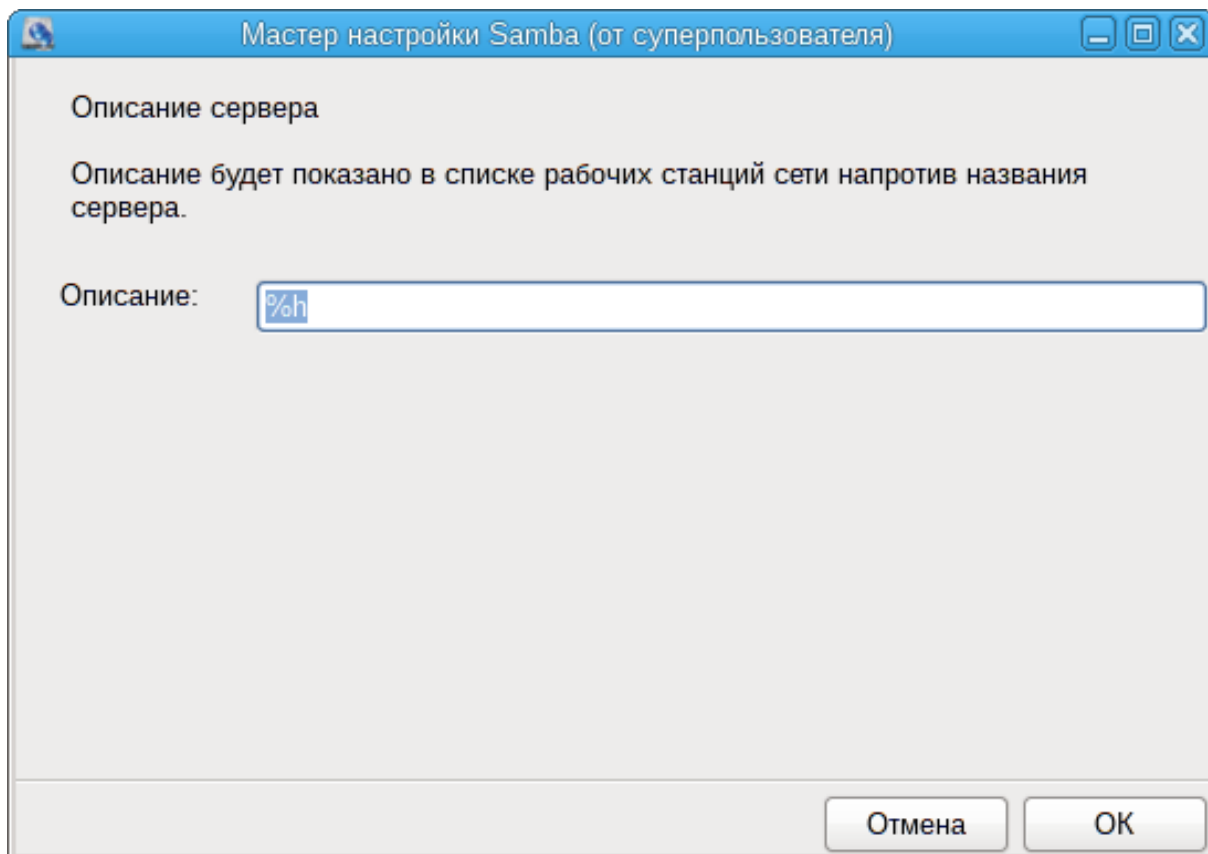 Мастер настройки Samba (от суперпользователя)
Описание сервера
Описание будет показано в списке рабочих станций сети напротив названия
сервера.
Описание:
%h
Отмена
ОК